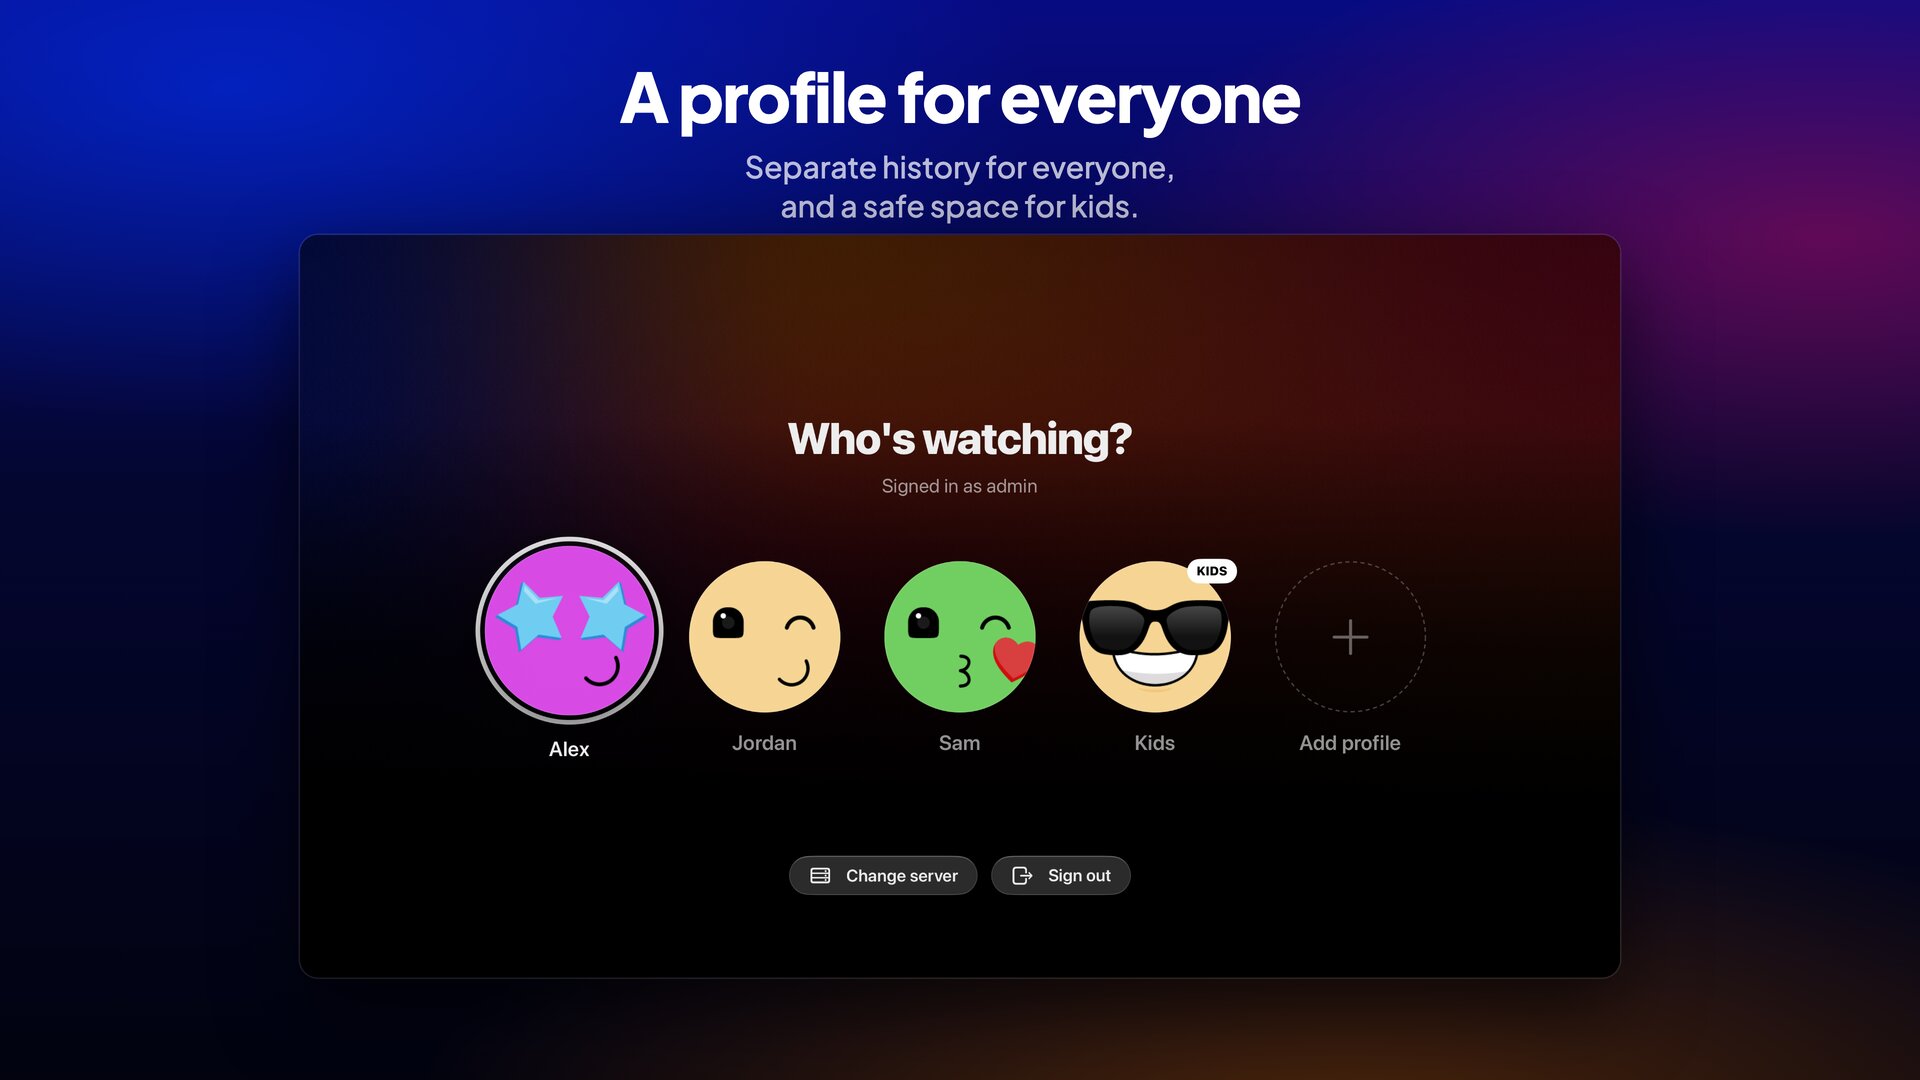 A profile for everyone
Separate history for everyone,
and a safe space for kids.
Who's watching?
Signed in as admin
KIDS
Alex
Jordan
Sam
Kids
Add profile
Change server
Sign out